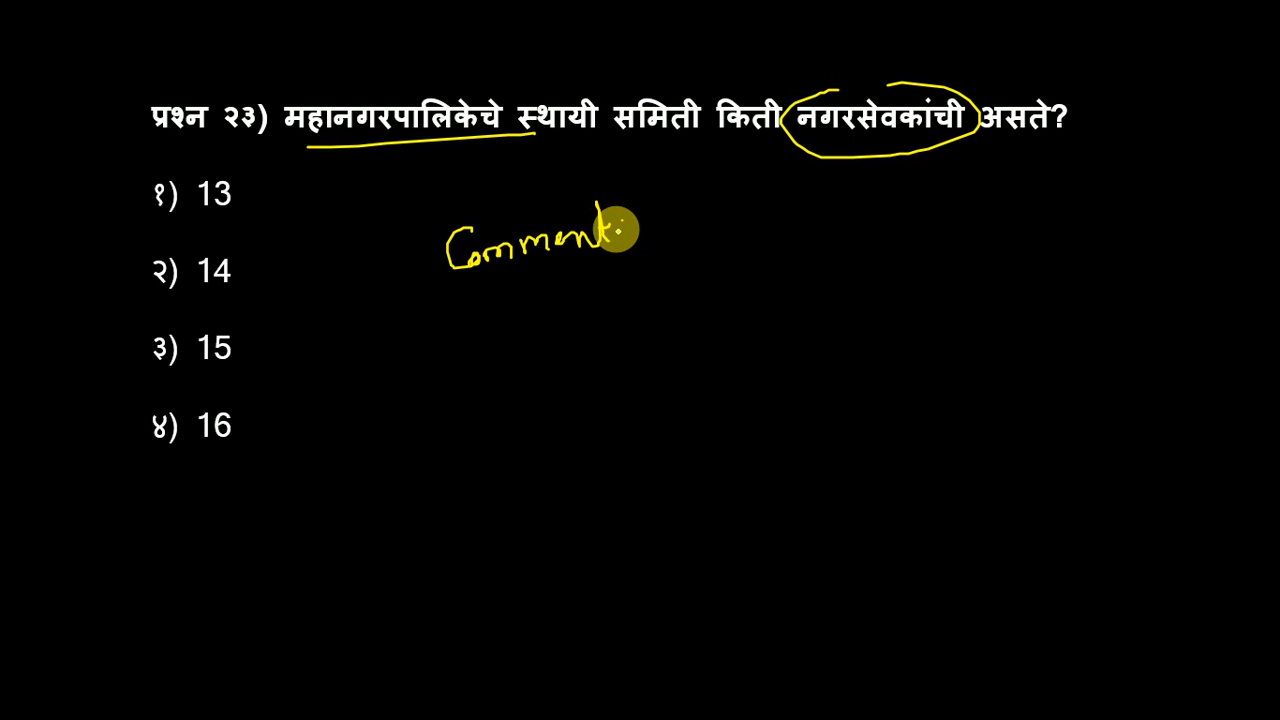 प्रश्न २३) महानगरपालिकेचे स्थायी समिती किती नगरसेवकांची असते?
१) 13
Comment
२) 14
३) 15
४) 16